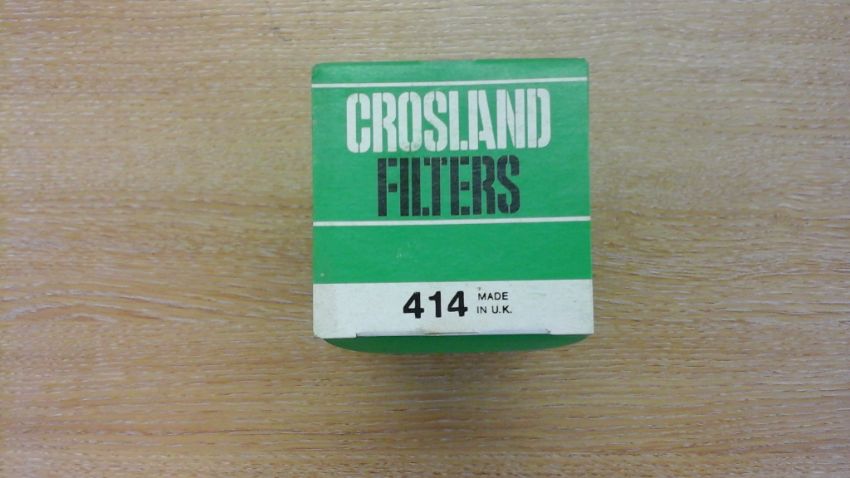 CROSLAND
FILTERS
414 MADE
IN U.K.